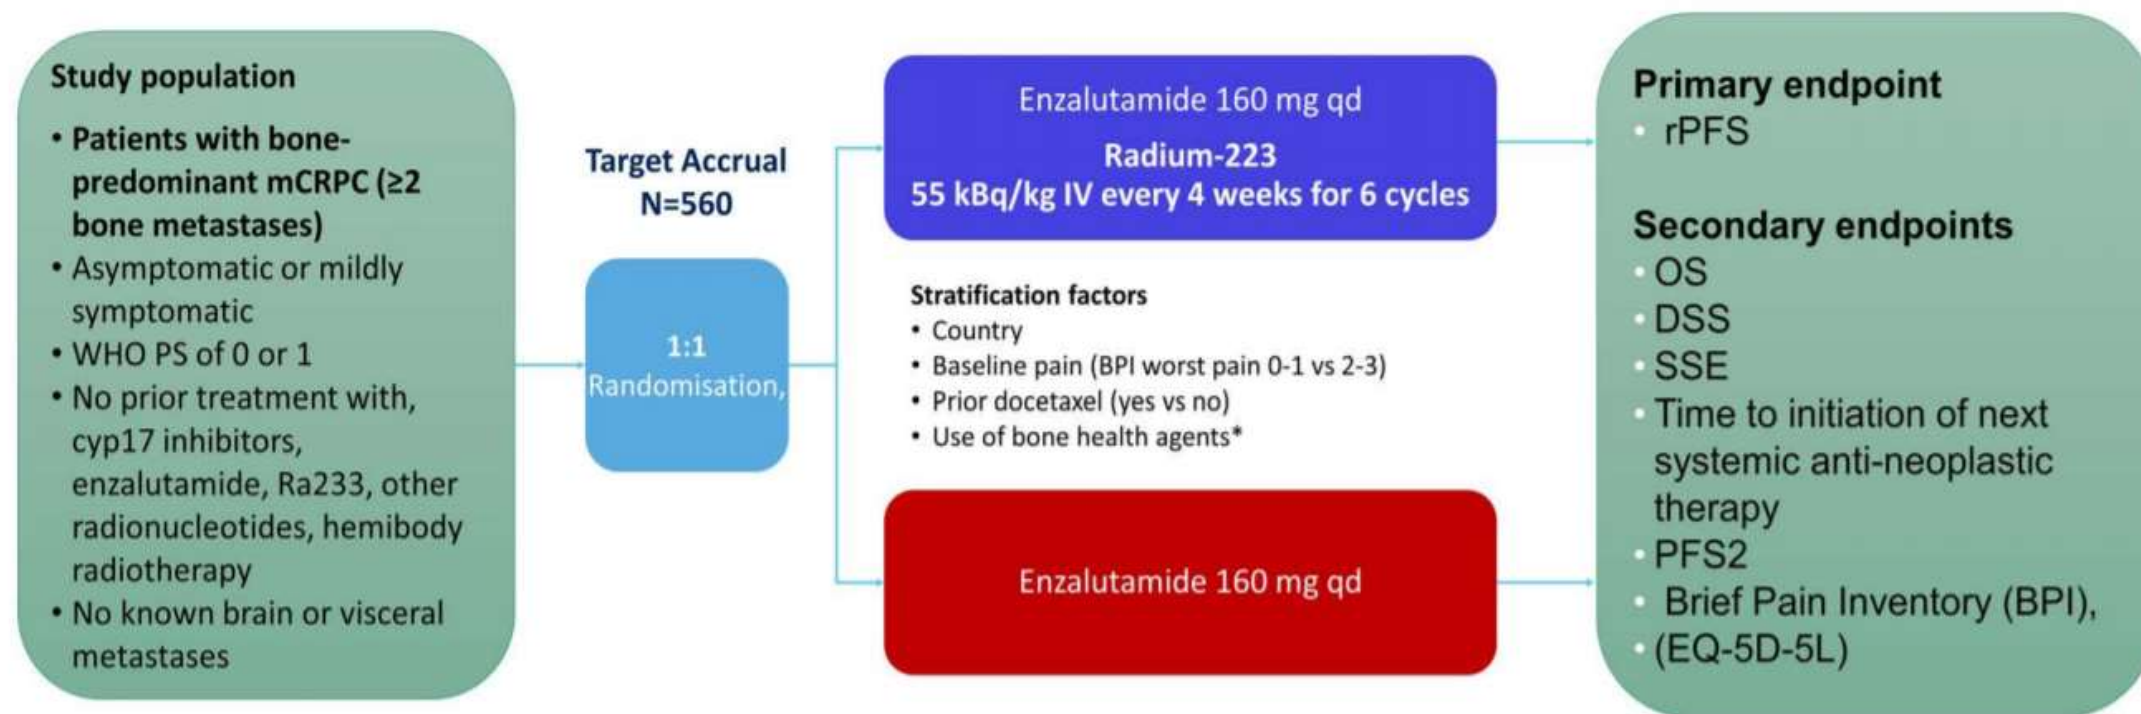 Study population
• Patients with bone-
predominant mCRPC (≥2
bone metastases)
• Asymptomatic or mildly
symptomatic
• WHO PS of 0 or 1
• No prior treatment with,
cyp17 inhibitors,
enzalutamide, Ra233, other
radionucleotides, hemibody
radiotherapy
• No known brain or visceral
metastases
Target Accrual
N=560
1:1
Randomisation,
Enzalutamide 160 mg qd
Radium-223
55 kBq/kg IV every 4 weeks for 6 cycles
Stratification factors
• Country
• Baseline pain (BPI worst pain 0-1 vs 2-3)
• Prior docetaxel (yes vs no)
• Use of bone health agents*
Enzalutamide 160 mg qd
Primary endpoint
• rPFS
Secondary endpoints
• OS
• DSS
• SSE
• Time to initiation of next
systemic anti-neoplastic
therapy
• PFS2
• Brief Pain Inventory (BPI),
• (EQ-5D-5L)